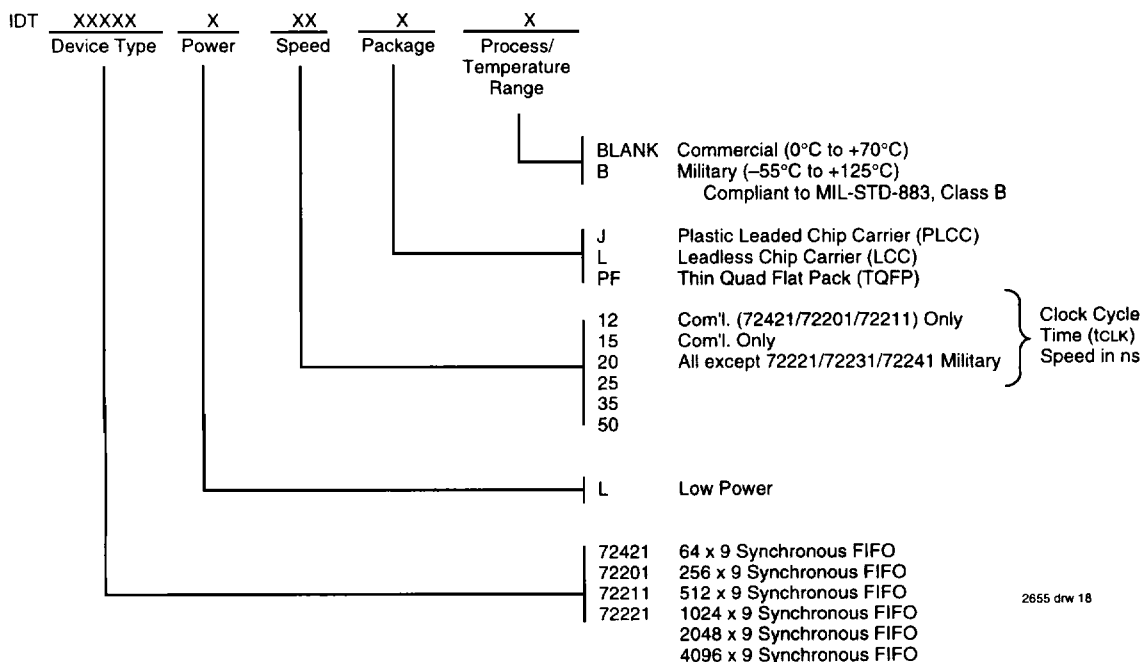 IDT XXXXX X XX X X
Device Type Power Speed Package Process/
Temperature
Range
BLANK Commercial (0°C to +70°C)
B Military (–55°C to +125°C)
Compliant to MIL-STD-883, Class B
J Plastic Leaded Chip Carrier (PLCC)
L Leadless Chip Carrier (LCC)
PF Thin Quad Flat Pack (TQFP)
12 Com'l. (72421/72201/72211) Only
15 Com'l. Only
20 All except 72221/72231/72241 Military
25
35
50
Clock Cycle
Time (tCLK)
Speed in ns
L Low Power
72421 64 x 9 Synchronous FIFO
72201 256 x 9 Synchronous FIFO
72211 512 x 9 Synchronous FIFO
72221 1024 x 9 Synchronous FIFO
2048 x 9 Synchronous FIFO
4096 x 9 Synchronous FIFO
2655 drw 18